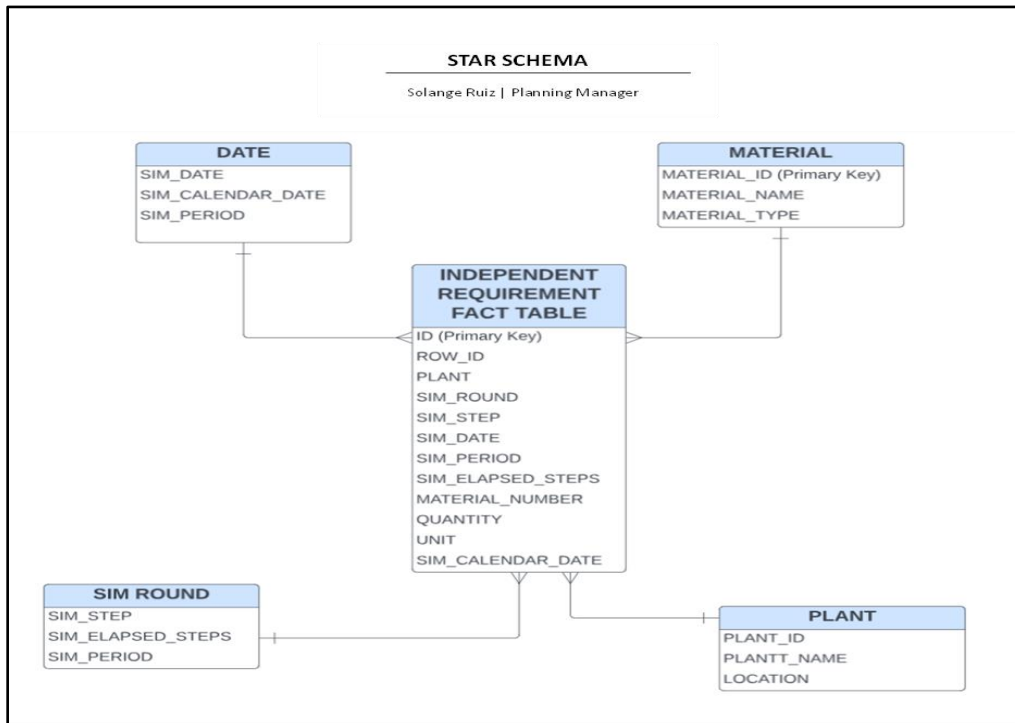 STAR SCHEMA
Solange Ruiz | Planning Manager
DATE
SIM_DATE
SIM_CALENDAR_DATE
SIM_PERIOD
MATERIAL
MATERIAL_ID (Primary Key)
MATERIAL_NAME
MATERIAL_TYPE
INDEPENDENT
REQUIREMENT
FACT TABLE
ID (Primary Key)
ROW_ID
PLANT
SIM_ROUND
SIM_STEP
SIM_DATE
SIM_PERIOD
SIM_ELAPSED_STEPS
MATERIAL_NUMBER
QUANTITY
UNIT
SIM_CALENDAR_DATE
SIM ROUND
SIM_STEP
SIM_ELAPSED_STEPS
SIM_PERIOD
PLANT
PLANT_ID
PLANTT_NAME
LOCATION